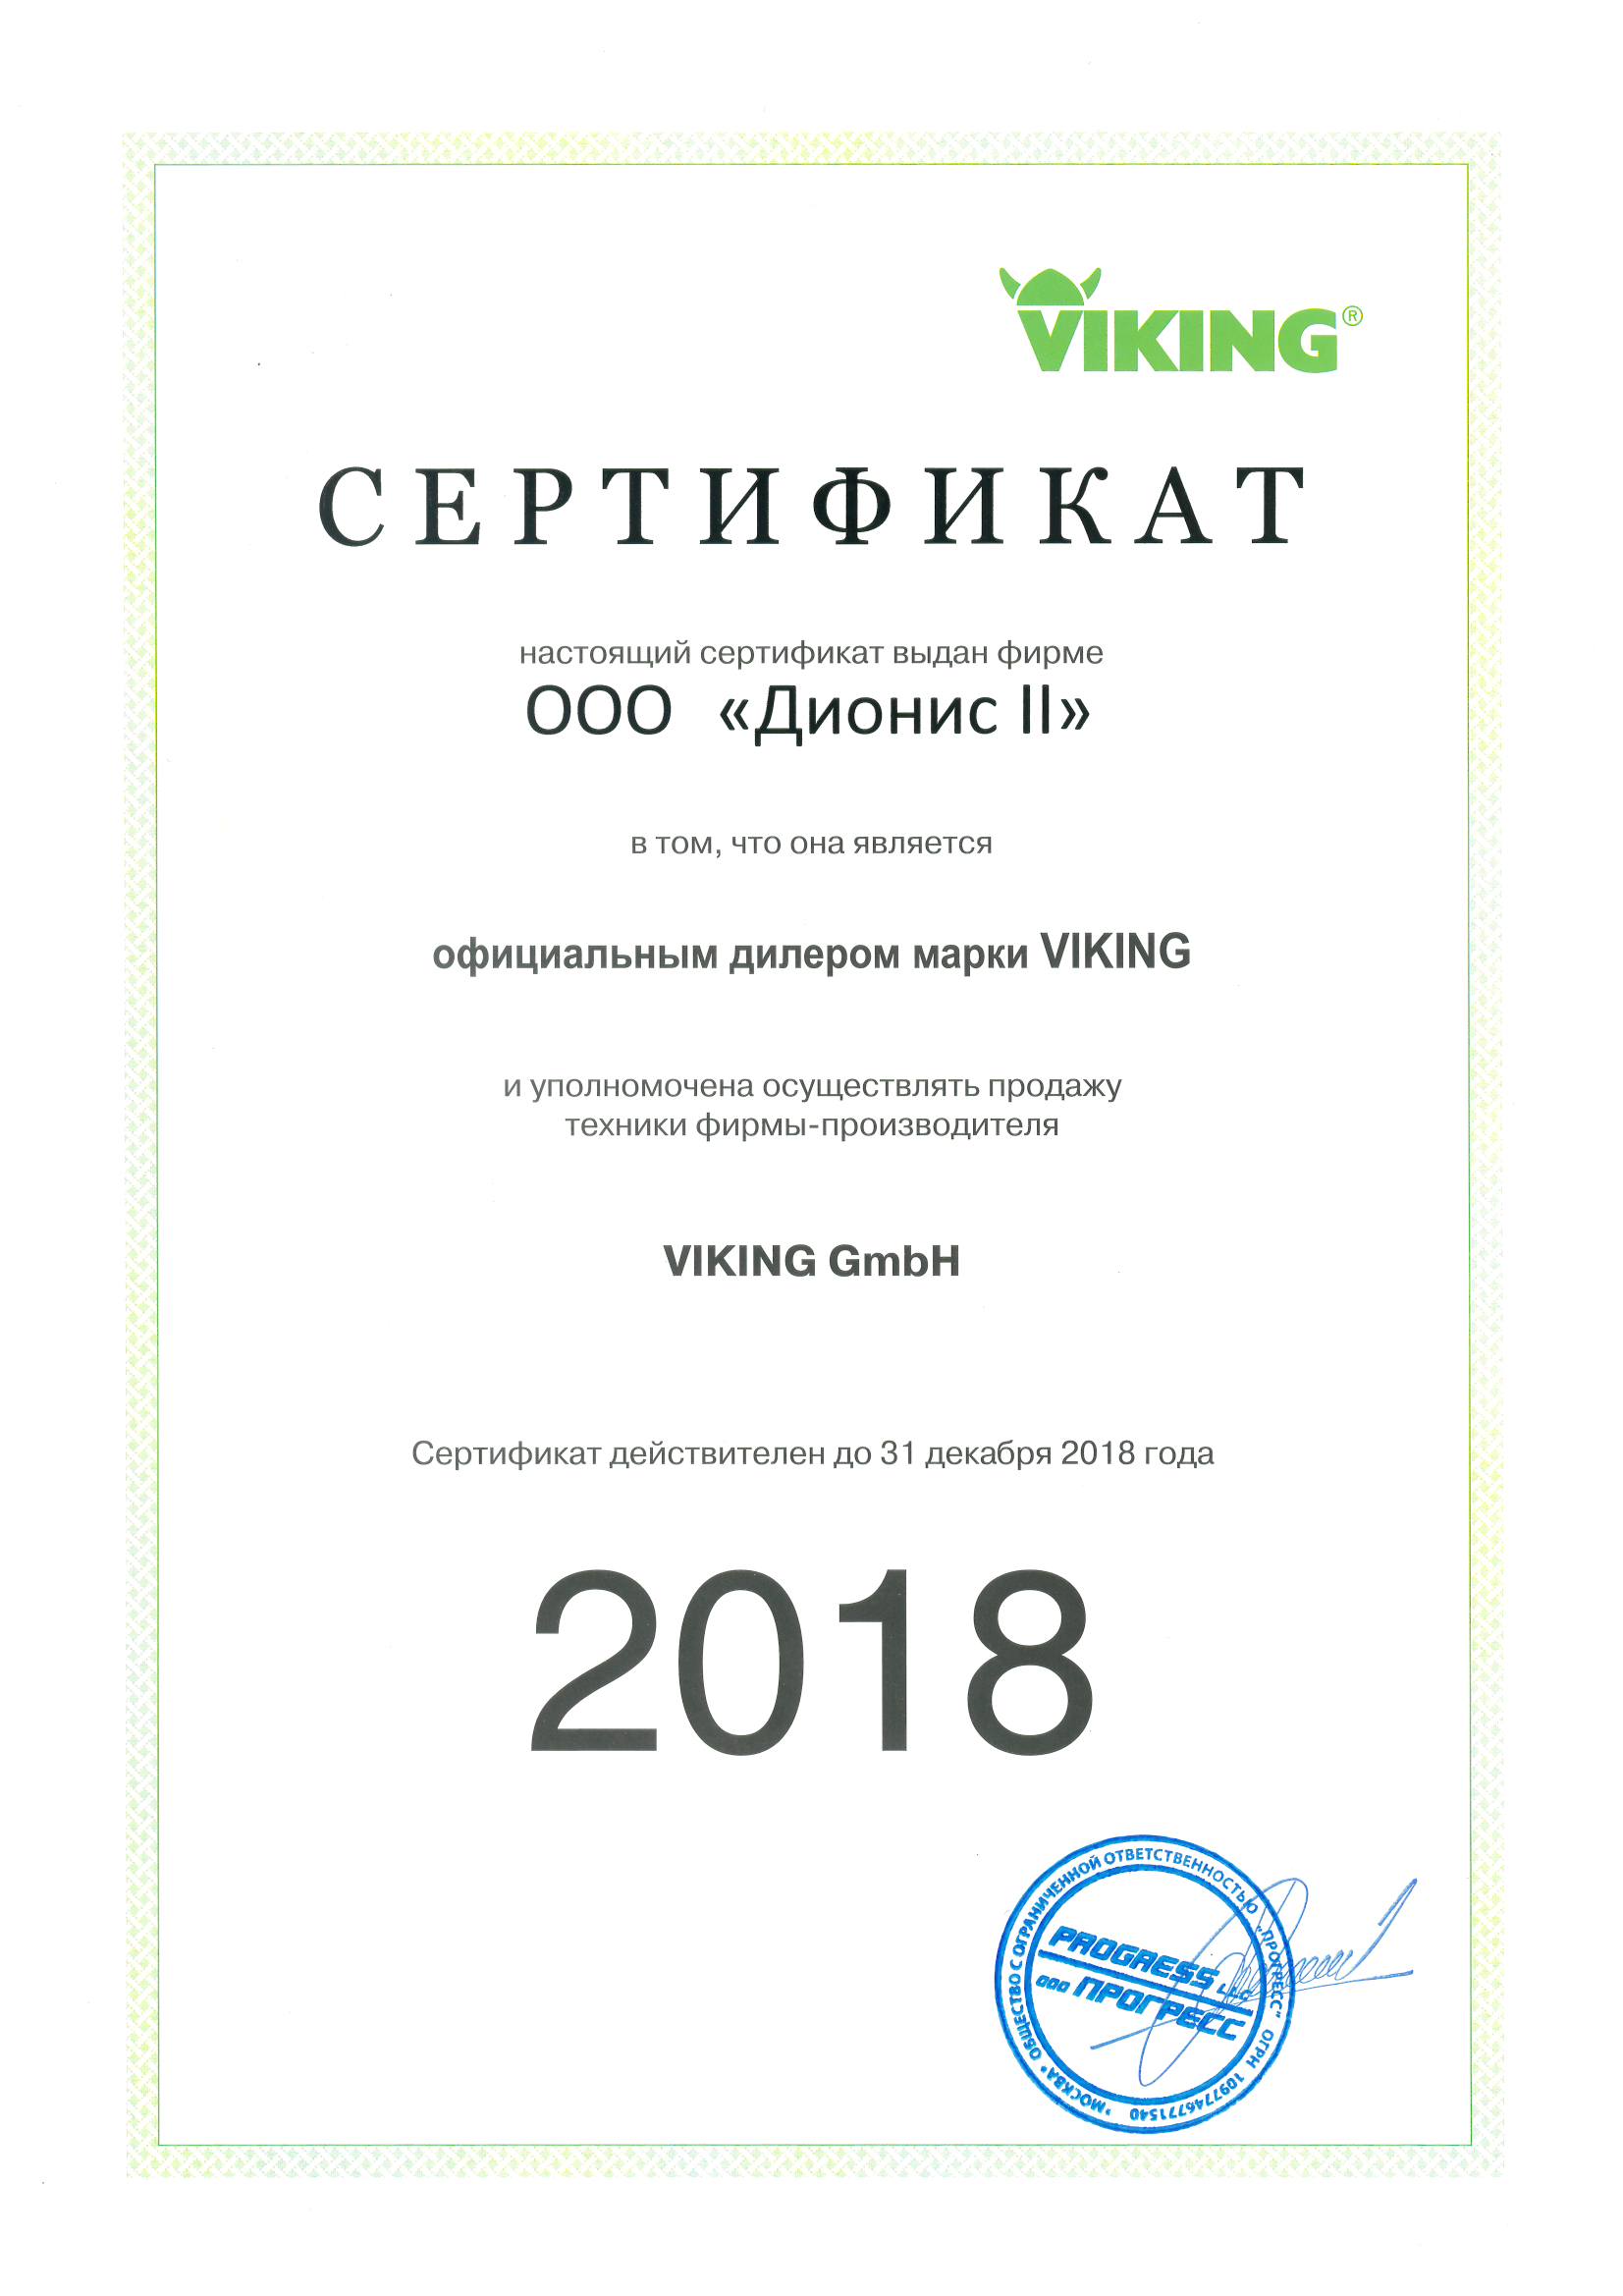 VIKING®
СЕРТИФИКАТ
настоящий сертификат выдан фирме
ООО «Дионис II»
в том, что она является
официальным дилером марки VIKING
и уполномочена осуществлять продажу
техники фирмы-производителя
VIKING GmbH
Сертификат действителен до 31 декабря 2018 года
2018
*МОСКВА* ОБЩЕСТВО С ОГРАНИЧЕННОЙ ОТВЕТСТВЕННОСТЬЮ "ПРОГРЕСС" ОГРН 1097746771540
PROGRESS LLC
ООО ПРОГРЕСС